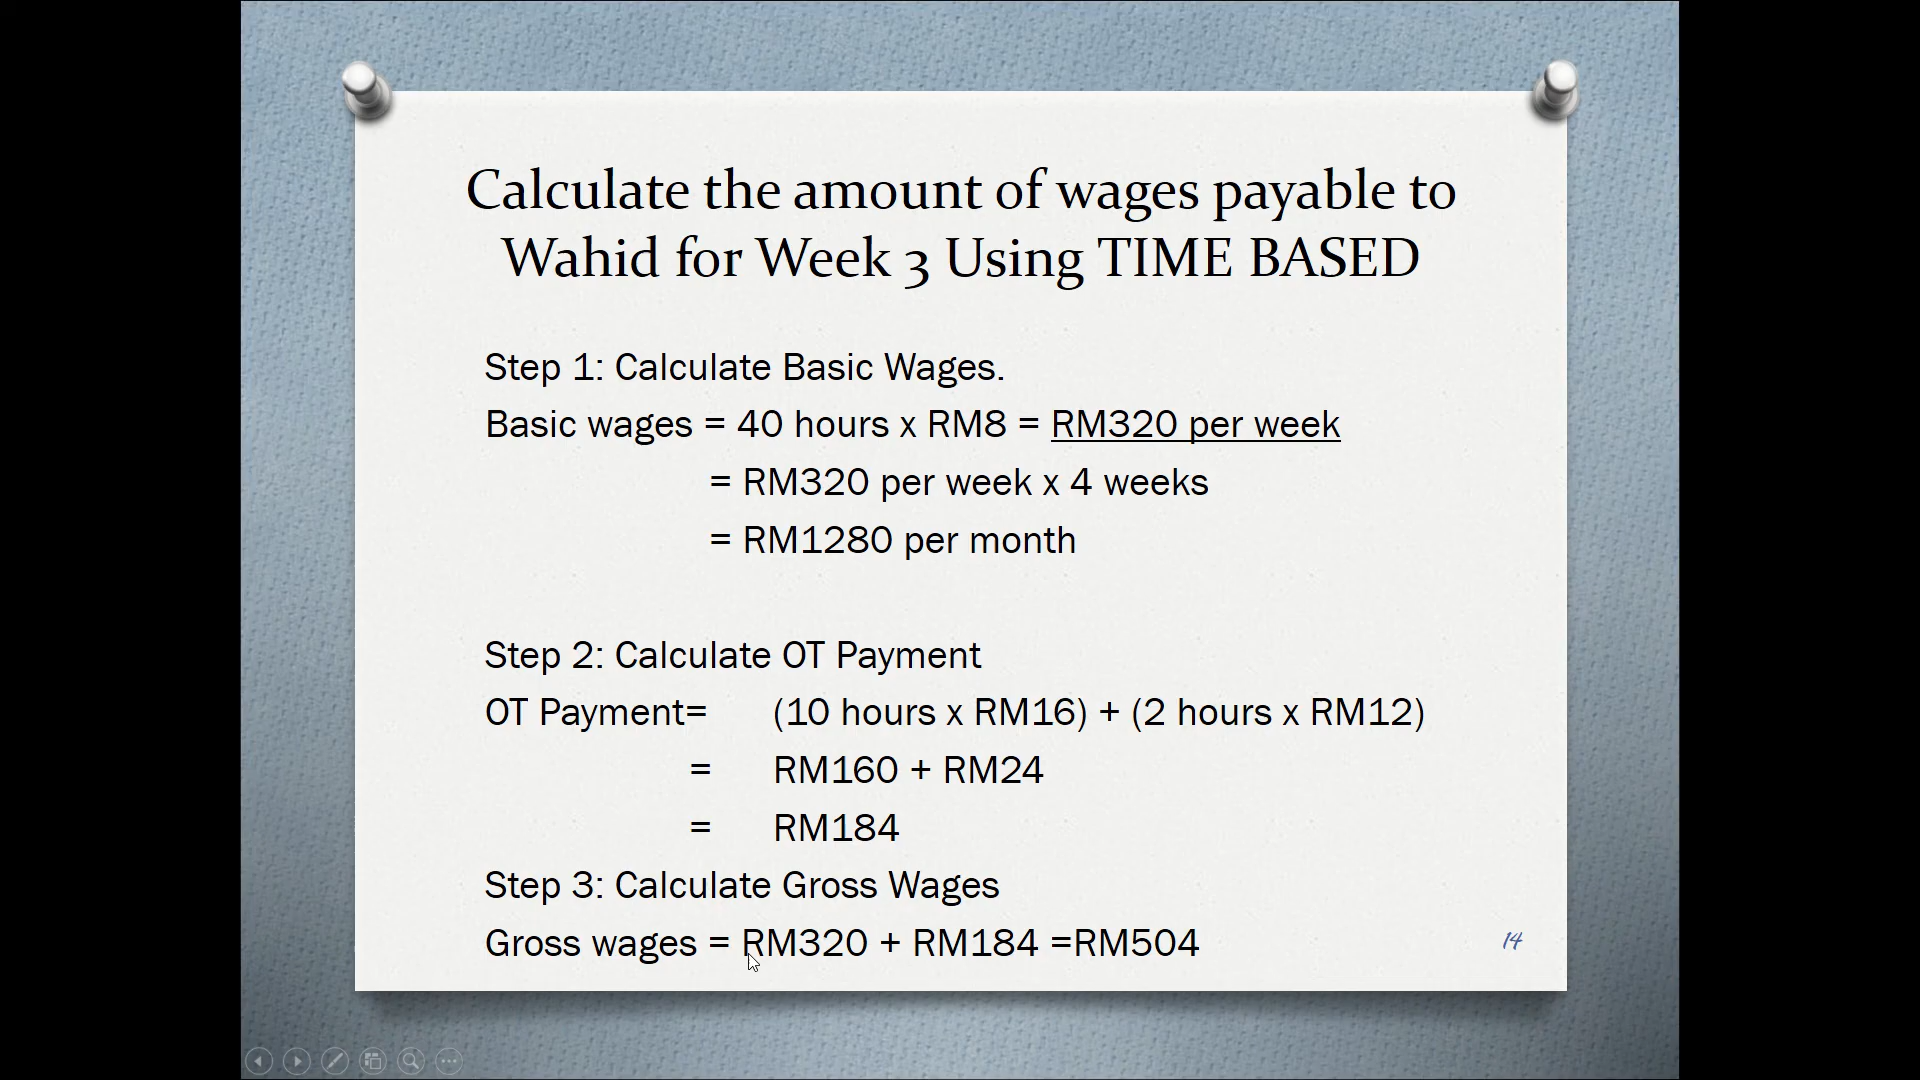 Calculate the amount of wages payable to
Wahid for Week 3 Using TIME BASED
Step 1: Calculate Basic Wages.
Basic wages = 40 hours x RM8 = RM320 per week
= RM320 per week x 4 weeks
= RM1280 per month
Step 2: Calculate OT Payment
OT Payment= (10 hours x RM16) + (2 hours x RM12)
= RM160 + RM24
= RM184
Step 3: Calculate Gross Wages
Gross wages = RM320 + RM184 =RM504
14